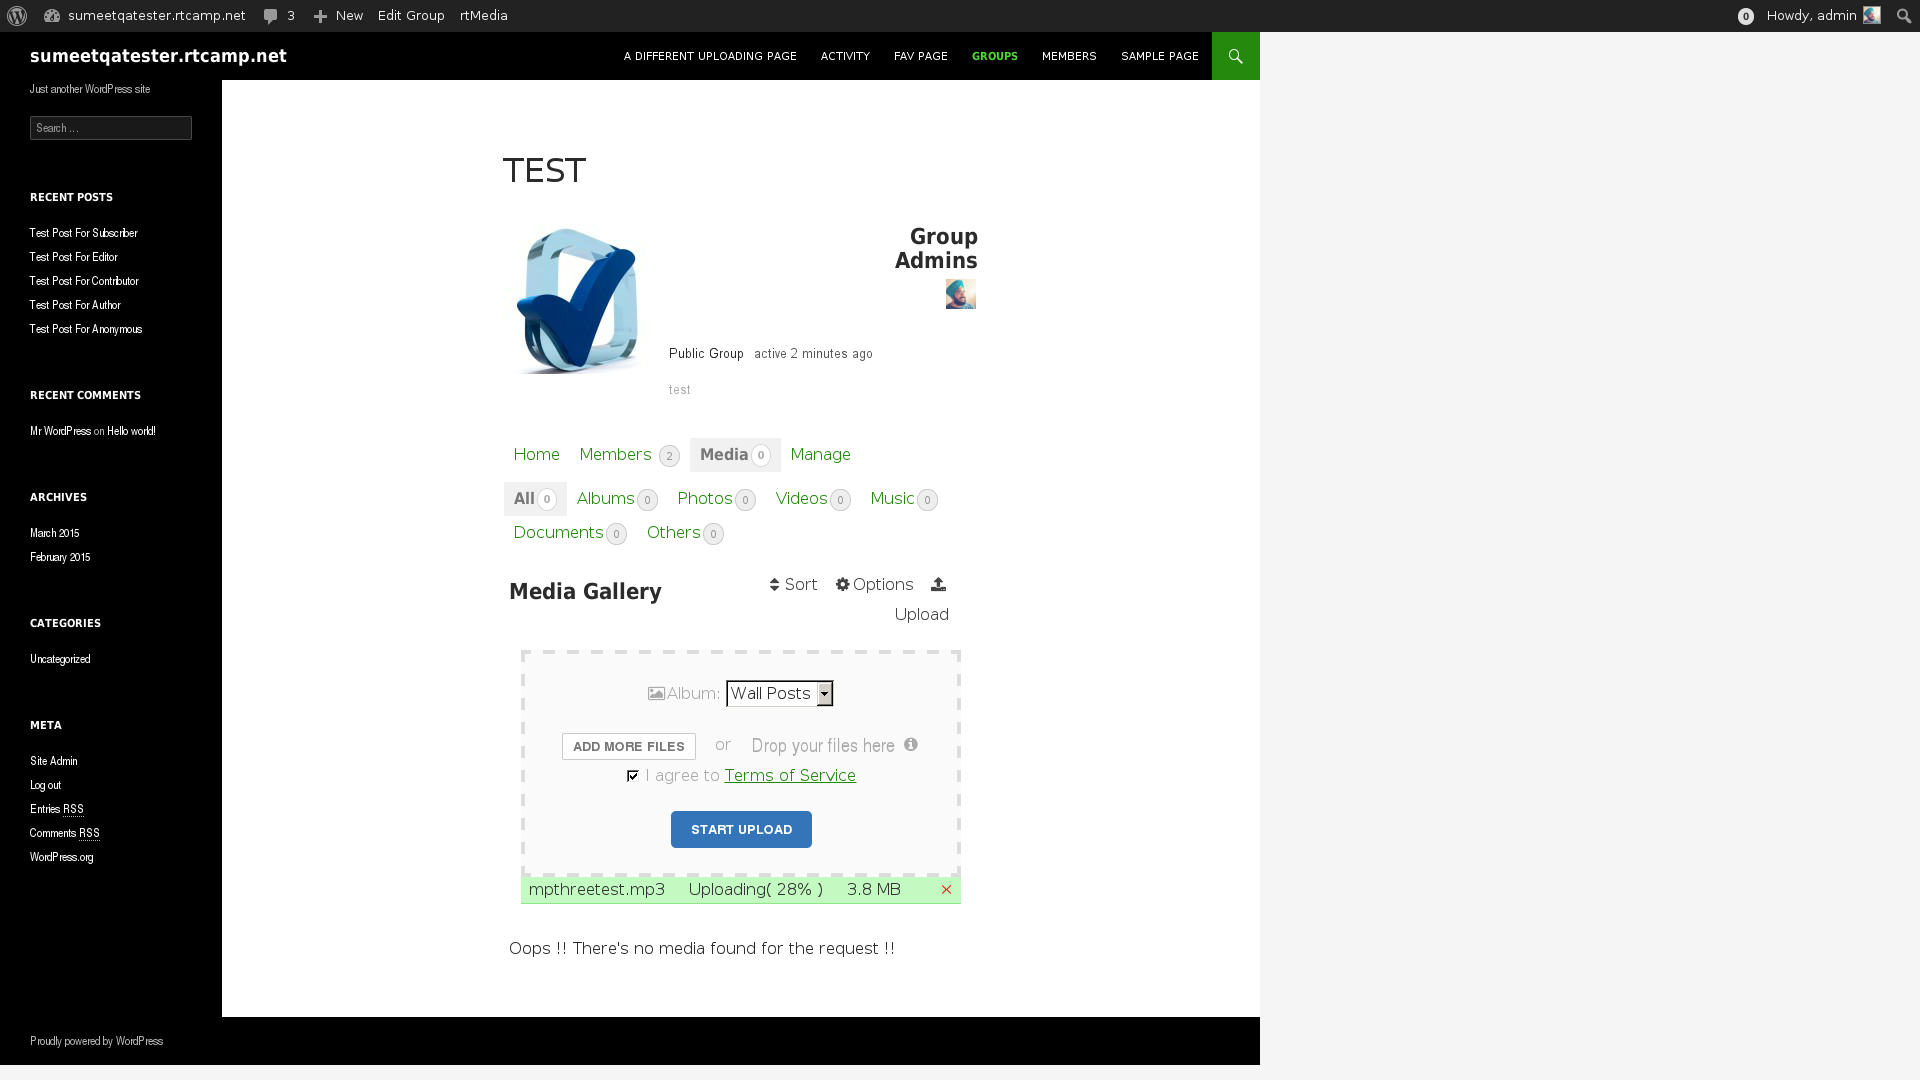 sumeetqatester.rtcamp.net 3 New Edit Group rtMedia 0 Howdy, admin
sumeetqatester.rtcamp.net A DIFFERENT UPLOADING PAGE ACTIVITY FAV PAGE GROUPS MEMBERS SAMPLE PAGE
Just another WordPress site
Search ...
RECENT POSTS
Test Post For Subscriber
Test Post For Editor
Test Post For Contributor
Test Post For Author
Test Post For Anonymous
RECENT COMMENTS
Mr WordPress on Hello world!
ARCHIVES
March 2015
February 2015
CATEGORIES
Uncategorized
META
Site Admin
Log out
Entries RSS
Comments RSS
WordPress.org
TEST
Group
Admins
Public Group active 2 minutes ago
test
Home Members 2 Media 0 Manage
All 0 Albums 0 Photos 0 Videos 0 Music 0
Documents 0 Others 0
Media Gallery Sort Options
Upload
Album: Wall Posts
ADD MORE FILES or Drop your files here
I agree to Terms of Service
START UPLOAD
mpthreetest.mp3 Uploading( 28% ) 3.8 MB ×
Oops !! There's no media found for the request !!
Proudly powered by WordPress